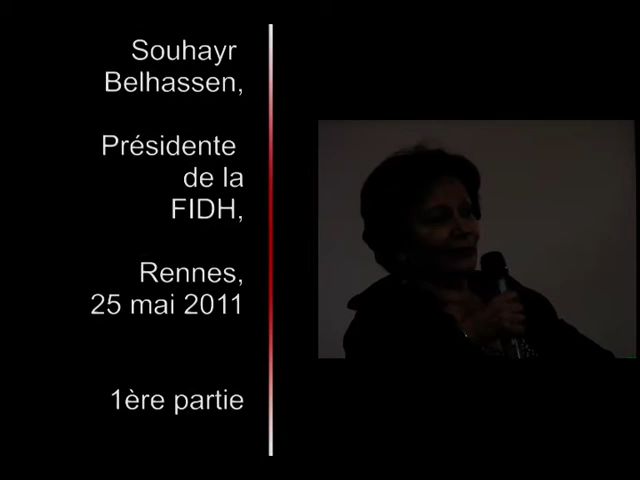 Souhayr
Belhassen,
Présidente
de la
FIDH,
Rennes,
25 mai 2011
1ère partie